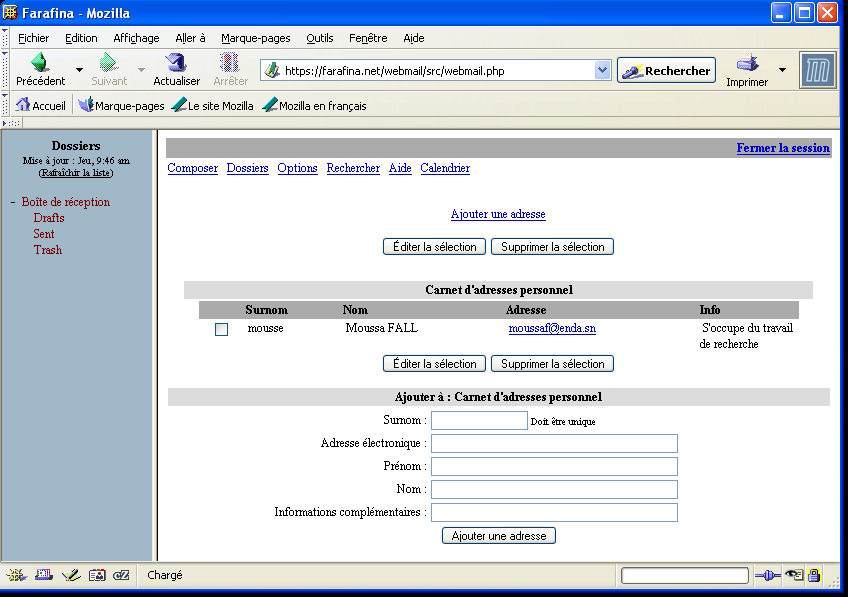 Farafina - Mozilla
Fichier Edition Affichage Aller à Marque-pages Outils Fenêtre Aide
Précédent Suivant Actualiser Arrêter https://farafina.net/webmail/src/webmail.php Rechercher Imprimer
Accueil Marque-pages Le site Mozilla Mozilla en français
Dossiers
Mise à jour : Jeu, 9:46 am
(Rafraîchir la liste)
- Boîte de réception
Drafts
Sent
Trash
Fermer la session
Composer Dossiers Options Rechercher Aide Calendrier
Ajouter une adresse
Éditer la sélection Supprimer la sélection
Carnet d'adresses personnel
Surnom Nom Adresse Info
mousse Moussa FALL moussaf@enda.sn S'occupe du travail
de recherche
Éditer la sélection Supprimer la sélection
Ajouter à : Carnet d'adresses personnel
Surnom : Doit être unique
Adresse électronique :
Prénom :
Nom :
Informations complémentaires :
Ajouter une adresse
Chargé